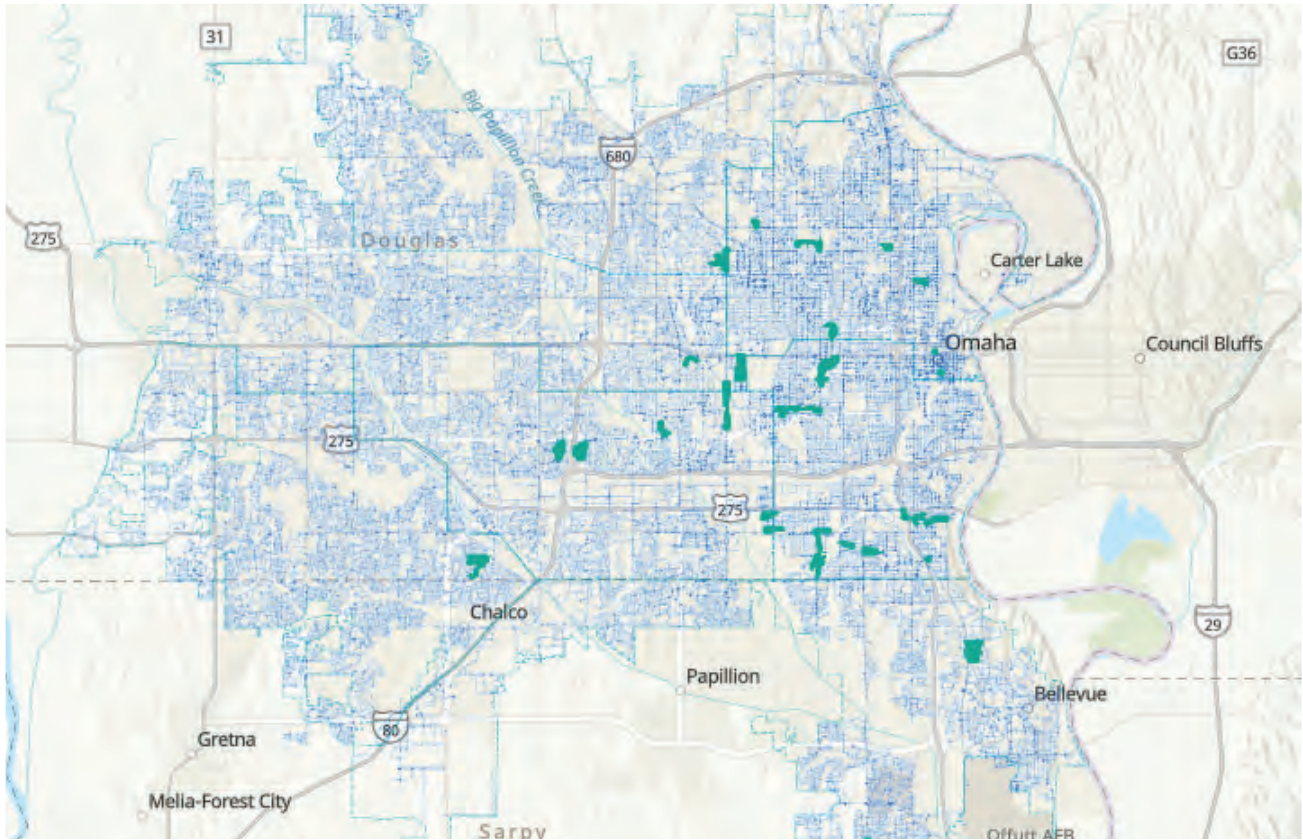 31
G36
Big Papillion Creek
680
275
Douglas
Carter Lake
Omaha
Council Bluffs
275
275
Chalco
29
Papillion
Bellevue
80
Gretna
Melia-Forest City
Sarpy
Offutt AFB